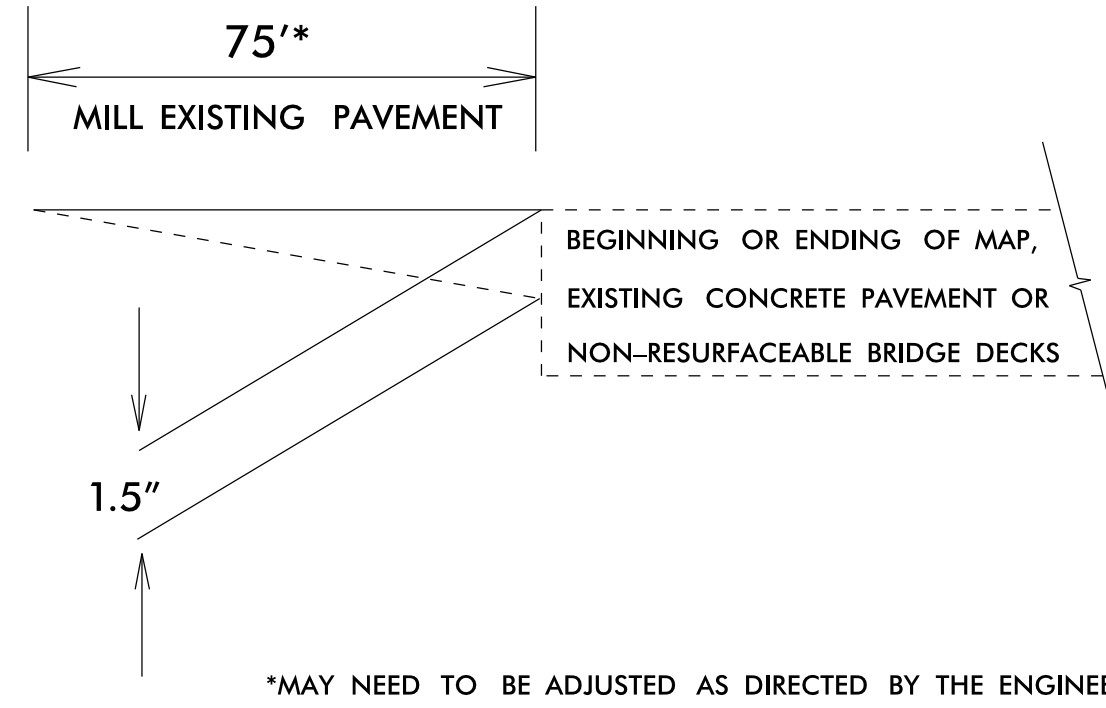 75'*
MILL EXISTING PAVEMENT
BEGINNING OR ENDING OF MAP,
EXISTING CONCRETE PAVEMENT OR
NON–RESURFACEABLE BRIDGE DECKS
1.5"
*MAY NEED TO BE ADJUSTED AS DIRECTED BY THE